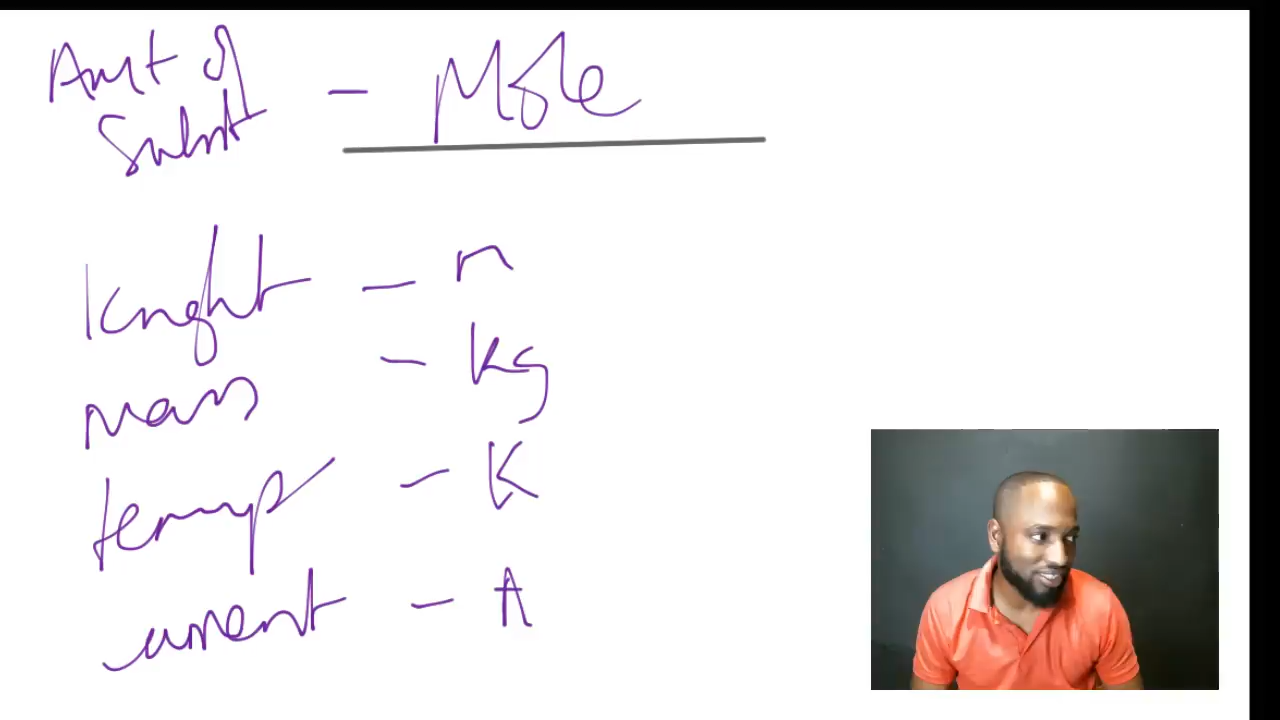 Amt of
Subst - Mole
length - m
mass - kg
temp - K
current - A